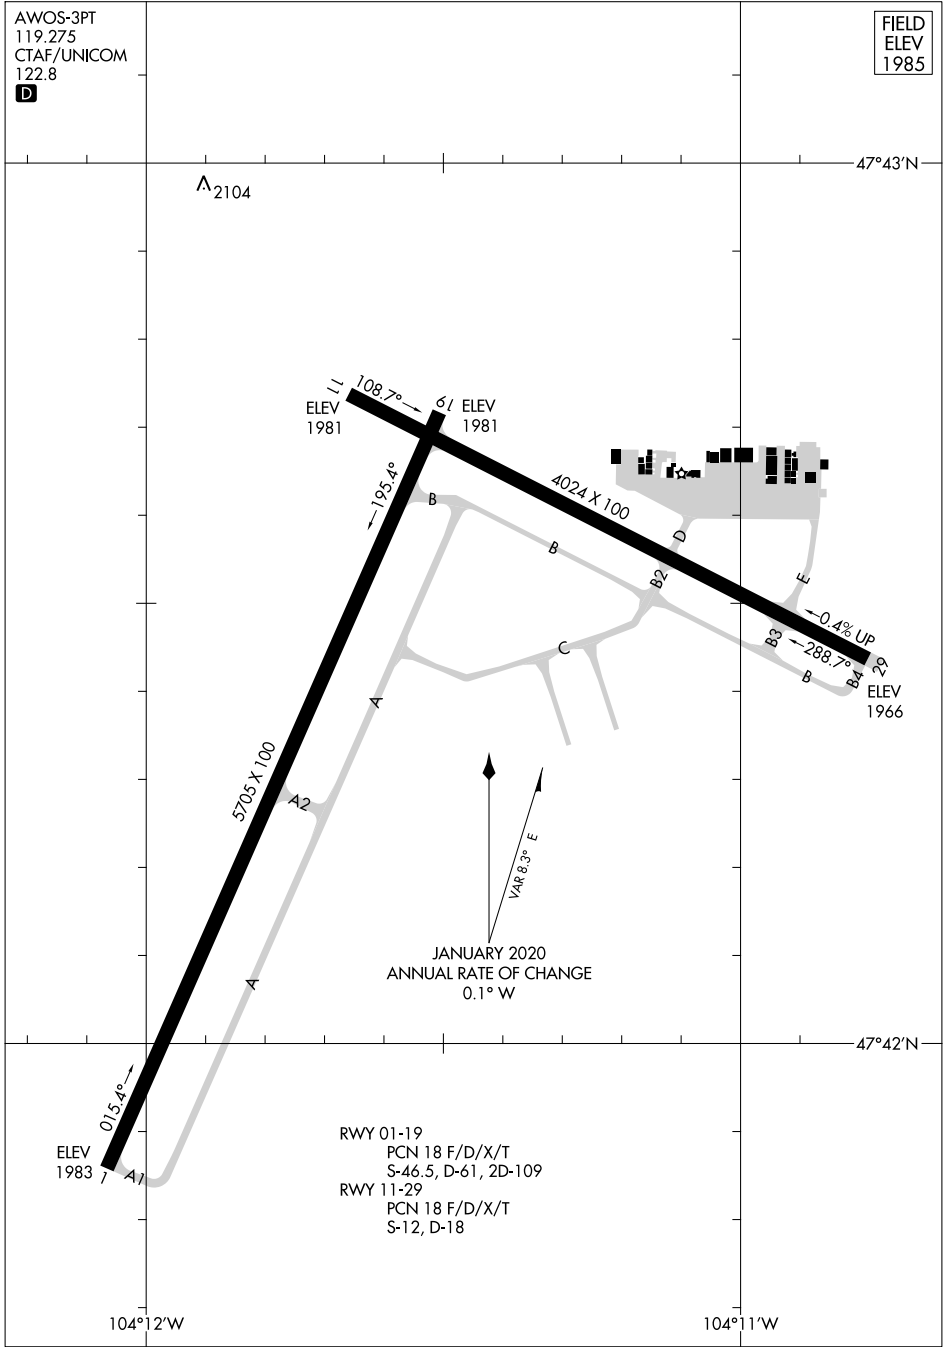 AWOS-3PT
119.275
CTAF/UNICOM
122.8
D
FIELD
ELEV
1985
47°43'N
2104
11
108.7°
ELEV
1981
19
ELEV
1981
195.4°
4024 X 100
B
B
D
B2
E
0.4% UP
B3
288.7°
29
B4
B
ELEV
1966
C
A
5705 X 100
A2
VAR 8.3° E
JANUARY 2020
ANNUAL RATE OF CHANGE
0.1° W
A
47°42'N
015.4°
ELEV
1983
1
A1
RWY 01-19
PCN 18 F/D/X/T
S-46.5, D-61, 2D-109
RWY 11-29
PCN 18 F/D/X/T
S-12, D-18
104°12'W
104°11'W